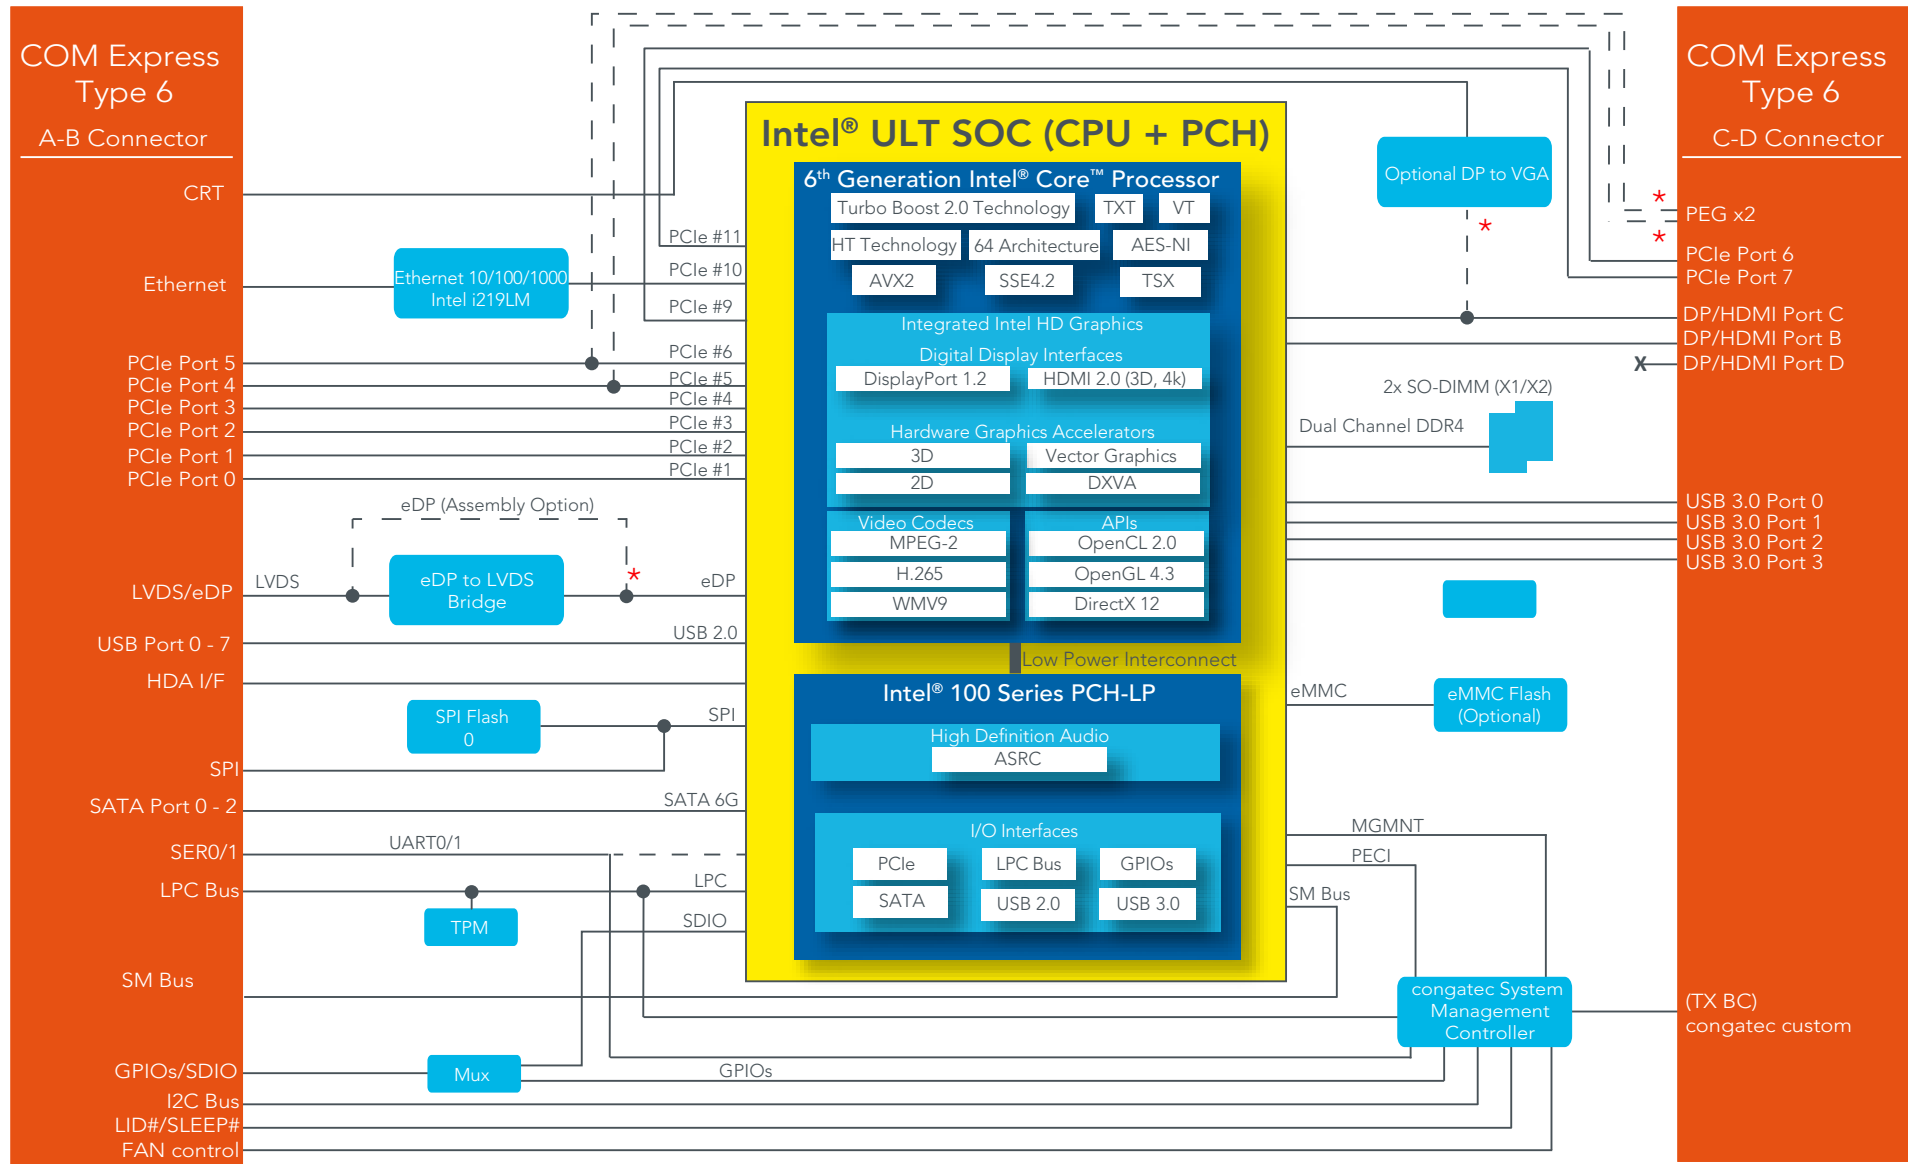 COM Express
Type 6
A-B Connector
CRT
Ethernet
PCIe Port 5
PCIe Port 4
PCIe Port 3
PCIe Port 2
PCIe Port 1
PCIe Port 0
LVDS/eDP
USB Port 0 - 7
HDA I/F
SPI
SATA Port 0 - 2
SER0/1
LPC Bus
SM Bus
GPIOs/SDIO
I2C Bus
LID#/SLEEP#
FAN control
Ethernet 10/100/1000
Intel i219LM
eDP (Assembly Option)
LVDS
eDP to LVDS
Bridge
*
SPI Flash
0
UART0/1
TPM
Mux
GPIOs
PCIe #11
PCIe #10
PCIe #9
PCIe #6
PCIe #5
PCIe #4
PCIe #3
PCIe #2
PCIe #1
eDP
USB 2.0
SPI
SATA 6G
LPC
SDIO
Intel® ULT SOC (CPU + PCH)
6th Generation Intel® Core™ Processor
Turbo Boost 2.0 Technology TXT VT
HT Technology 64 Architecture AES-NI
AVX2 SSE4.2 TSX
Integrated Intel HD Graphics
Digital Display Interfaces
DisplayPort 1.2 HDMI 2.0 (3D, 4k)
Hardware Graphics Accelerators
3D Vector Graphics
2D DXVA
Video Codecs
MPEG-2
H.265
WMV9
APIs
OpenCL 2.0
OpenGL 4.3
DirectX 12
Low Power Interconnect
Intel® 100 Series PCH-LP
High Definition Audio
ASRC
I/O Interfaces
PCIe LPC Bus GPIOs
SATA USB 2.0 USB 3.0
Optional DP to VGA
*
2x SO-DIMM (X1/X2)
Dual Channel DDR4
eMMC
eMMC Flash
(Optional)
MGMNT
PECI
SM Bus
congatec System
Management
Controller
COM Express
Type 6
C-D Connector
*
PEG x2
*
PCIe Port 6
PCIe Port 7
DP/HDMI Port C
DP/HDMI Port B
X DP/HDMI Port D
USB 3.0 Port 0
USB 3.0 Port 1
USB 3.0 Port 2
USB 3.0 Port 3
(TX BC)
congatec custom